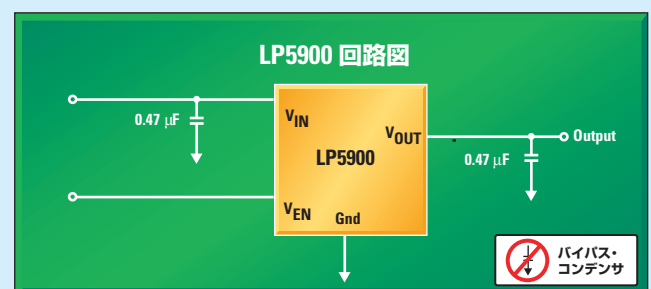 LP5900 回路図
0.47 μF
VIN
VOUT
LP5900
VEN
Gnd
Output
0.47 μF
バイパス・
コンデンサ